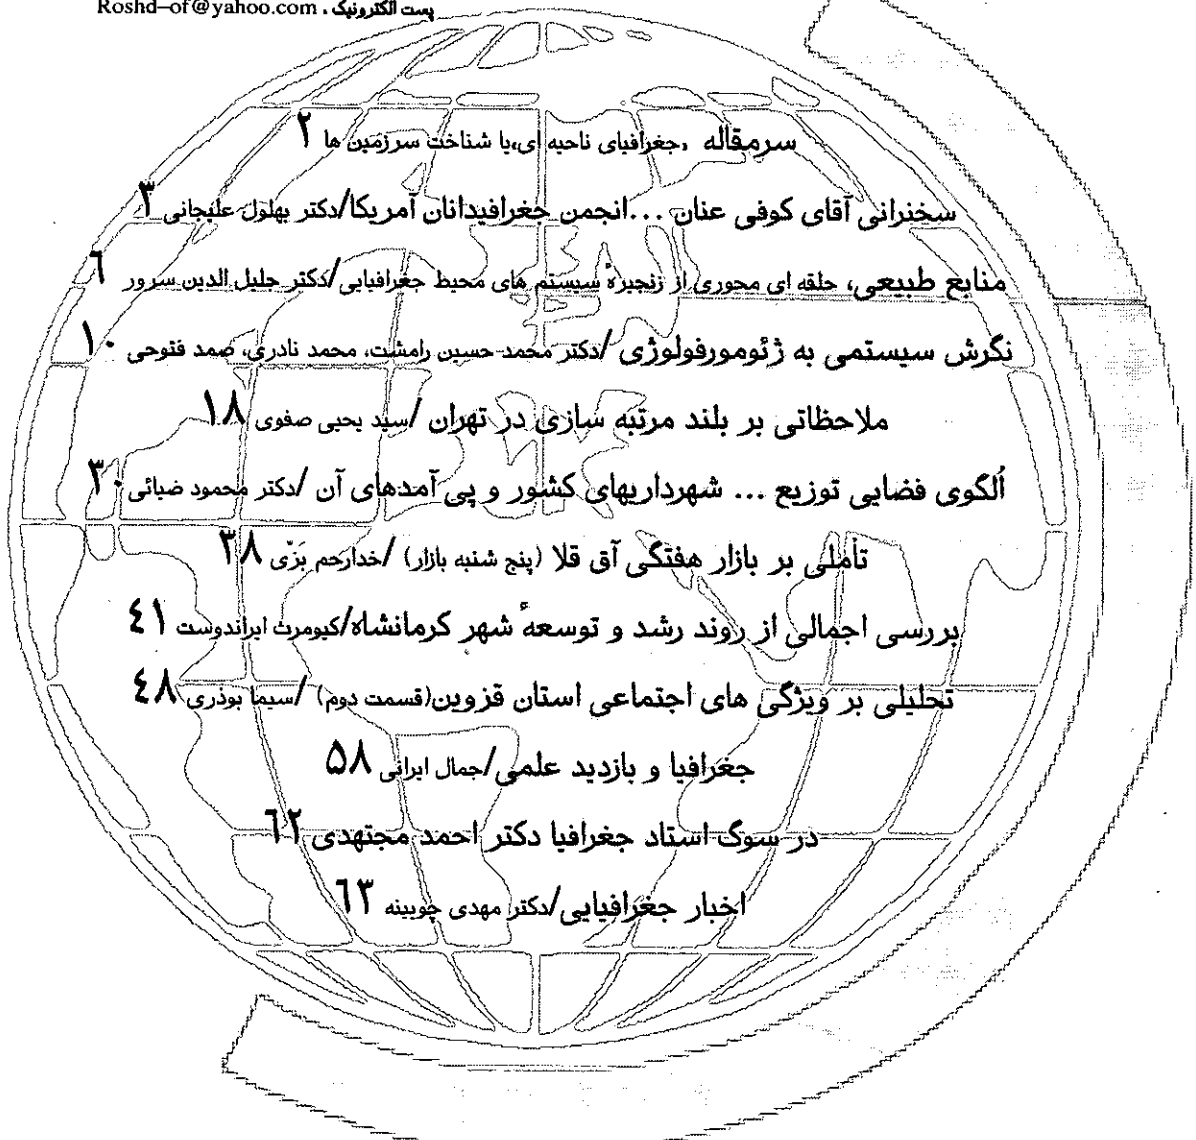 پست الکترونیک . Roshd-of@yahoo.com
سرمقاله ,جغرافیای ناحیه ای,یا شناخت سرزمین ها ۲
سخنرانی آقای کوفی عنان ...انجمن جغرافیدانان آمریکا/دکتر بهلول علیجانی ۳
منابع طبیعی، حلقه ای محوری از زنجیرهٔ سیستم های محیط جغرافیایی/دکتر جلیل الدین سرور ۶
نگرش سیستمی به ژئومورفولوژی /دکتر محمد حسین رامشت، محمد نادری، صمد فتوحی ۱۰
ملاحظاتی بر بلند مرتبه سازی در تهران /سید یحیی صفوی ۱۸
اُلگوی فضایی توزیع ... شهرداریهای کشور و پی آمدهای آن /دکتر محمود ضیائی ۳۰
تأملی بر بازار هفتگی آق قلا (پنج شنبه بازار) /خدارحم بَزّی ۳۸
بررسی اجمالی از روند رشد و توسعهٔ شهر کرمانشاه/کیومرث ایراندوست ۴۱
تحلیلی بر ویژگی های اجتماعی استان قزوین(قسمت دوم) /سیما بوذری ۴۸
جغرافیا و بازدید علمی/جمال ایرانی ۵۸
در سوگ استاد جغرافیا دکتر احمد مجتهدی ۶۲
اخبار جغرافیایی/دکتر مهدی چوبینه ۶۳